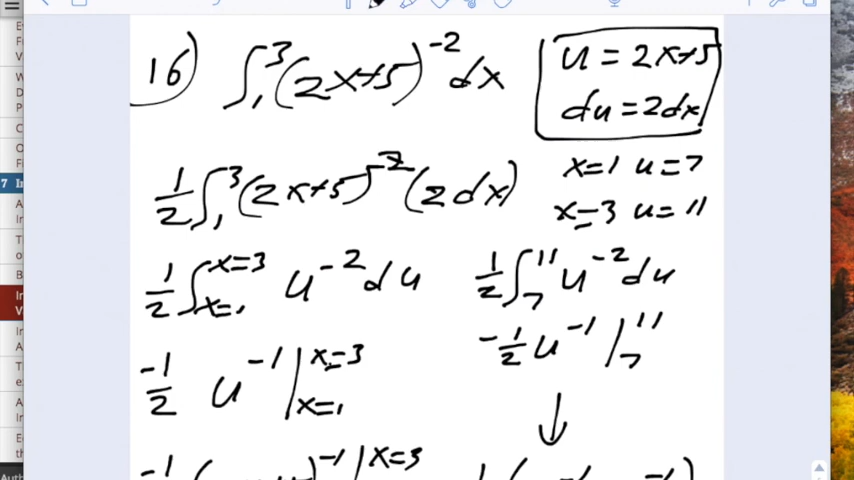 16) ∫₁³ (2x+5)⁻² dx
u = 2x+5
du = 2dx
1/2 ∫₁³ (2x+5)⁻² (2dx)
x=1 u=7
x=3 u=11
1/2 ∫ₓ₌₁ˣ⁼³ u⁻² du
1/2 ∫₇¹¹ u⁻² du
-1/2 u⁻¹ |ₓ₌₁ˣ⁼³
-1/2 u⁻¹ |₇¹¹
↓